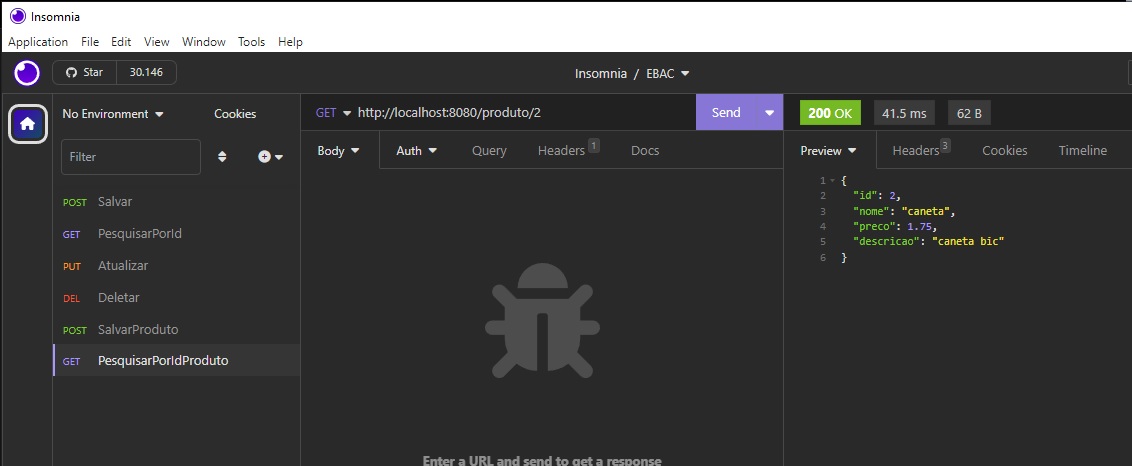 Insomnia
Application File Edit View Window Tools Help
Star 30.146
Insomnia / EBAC
No Environment Cookies
GET http://localhost:8080/produto/2 Send
200 OK 41.5 ms 62 B
Filter
Body Auth Query Headers 1 Docs
Preview Headers 3 Cookies Timeline
POST Salvar
GET PesquisarPorId
PUT Atualizar
DEL Deletar
POST SalvarProduto
GET PesquisarPorIdProduto
1 {
2 "id": 2,
3 "nome": "caneta",
4 "preco": 1.75,
5 "descricao": "caneta bic"
6 }
Enter a URL and send to get a response